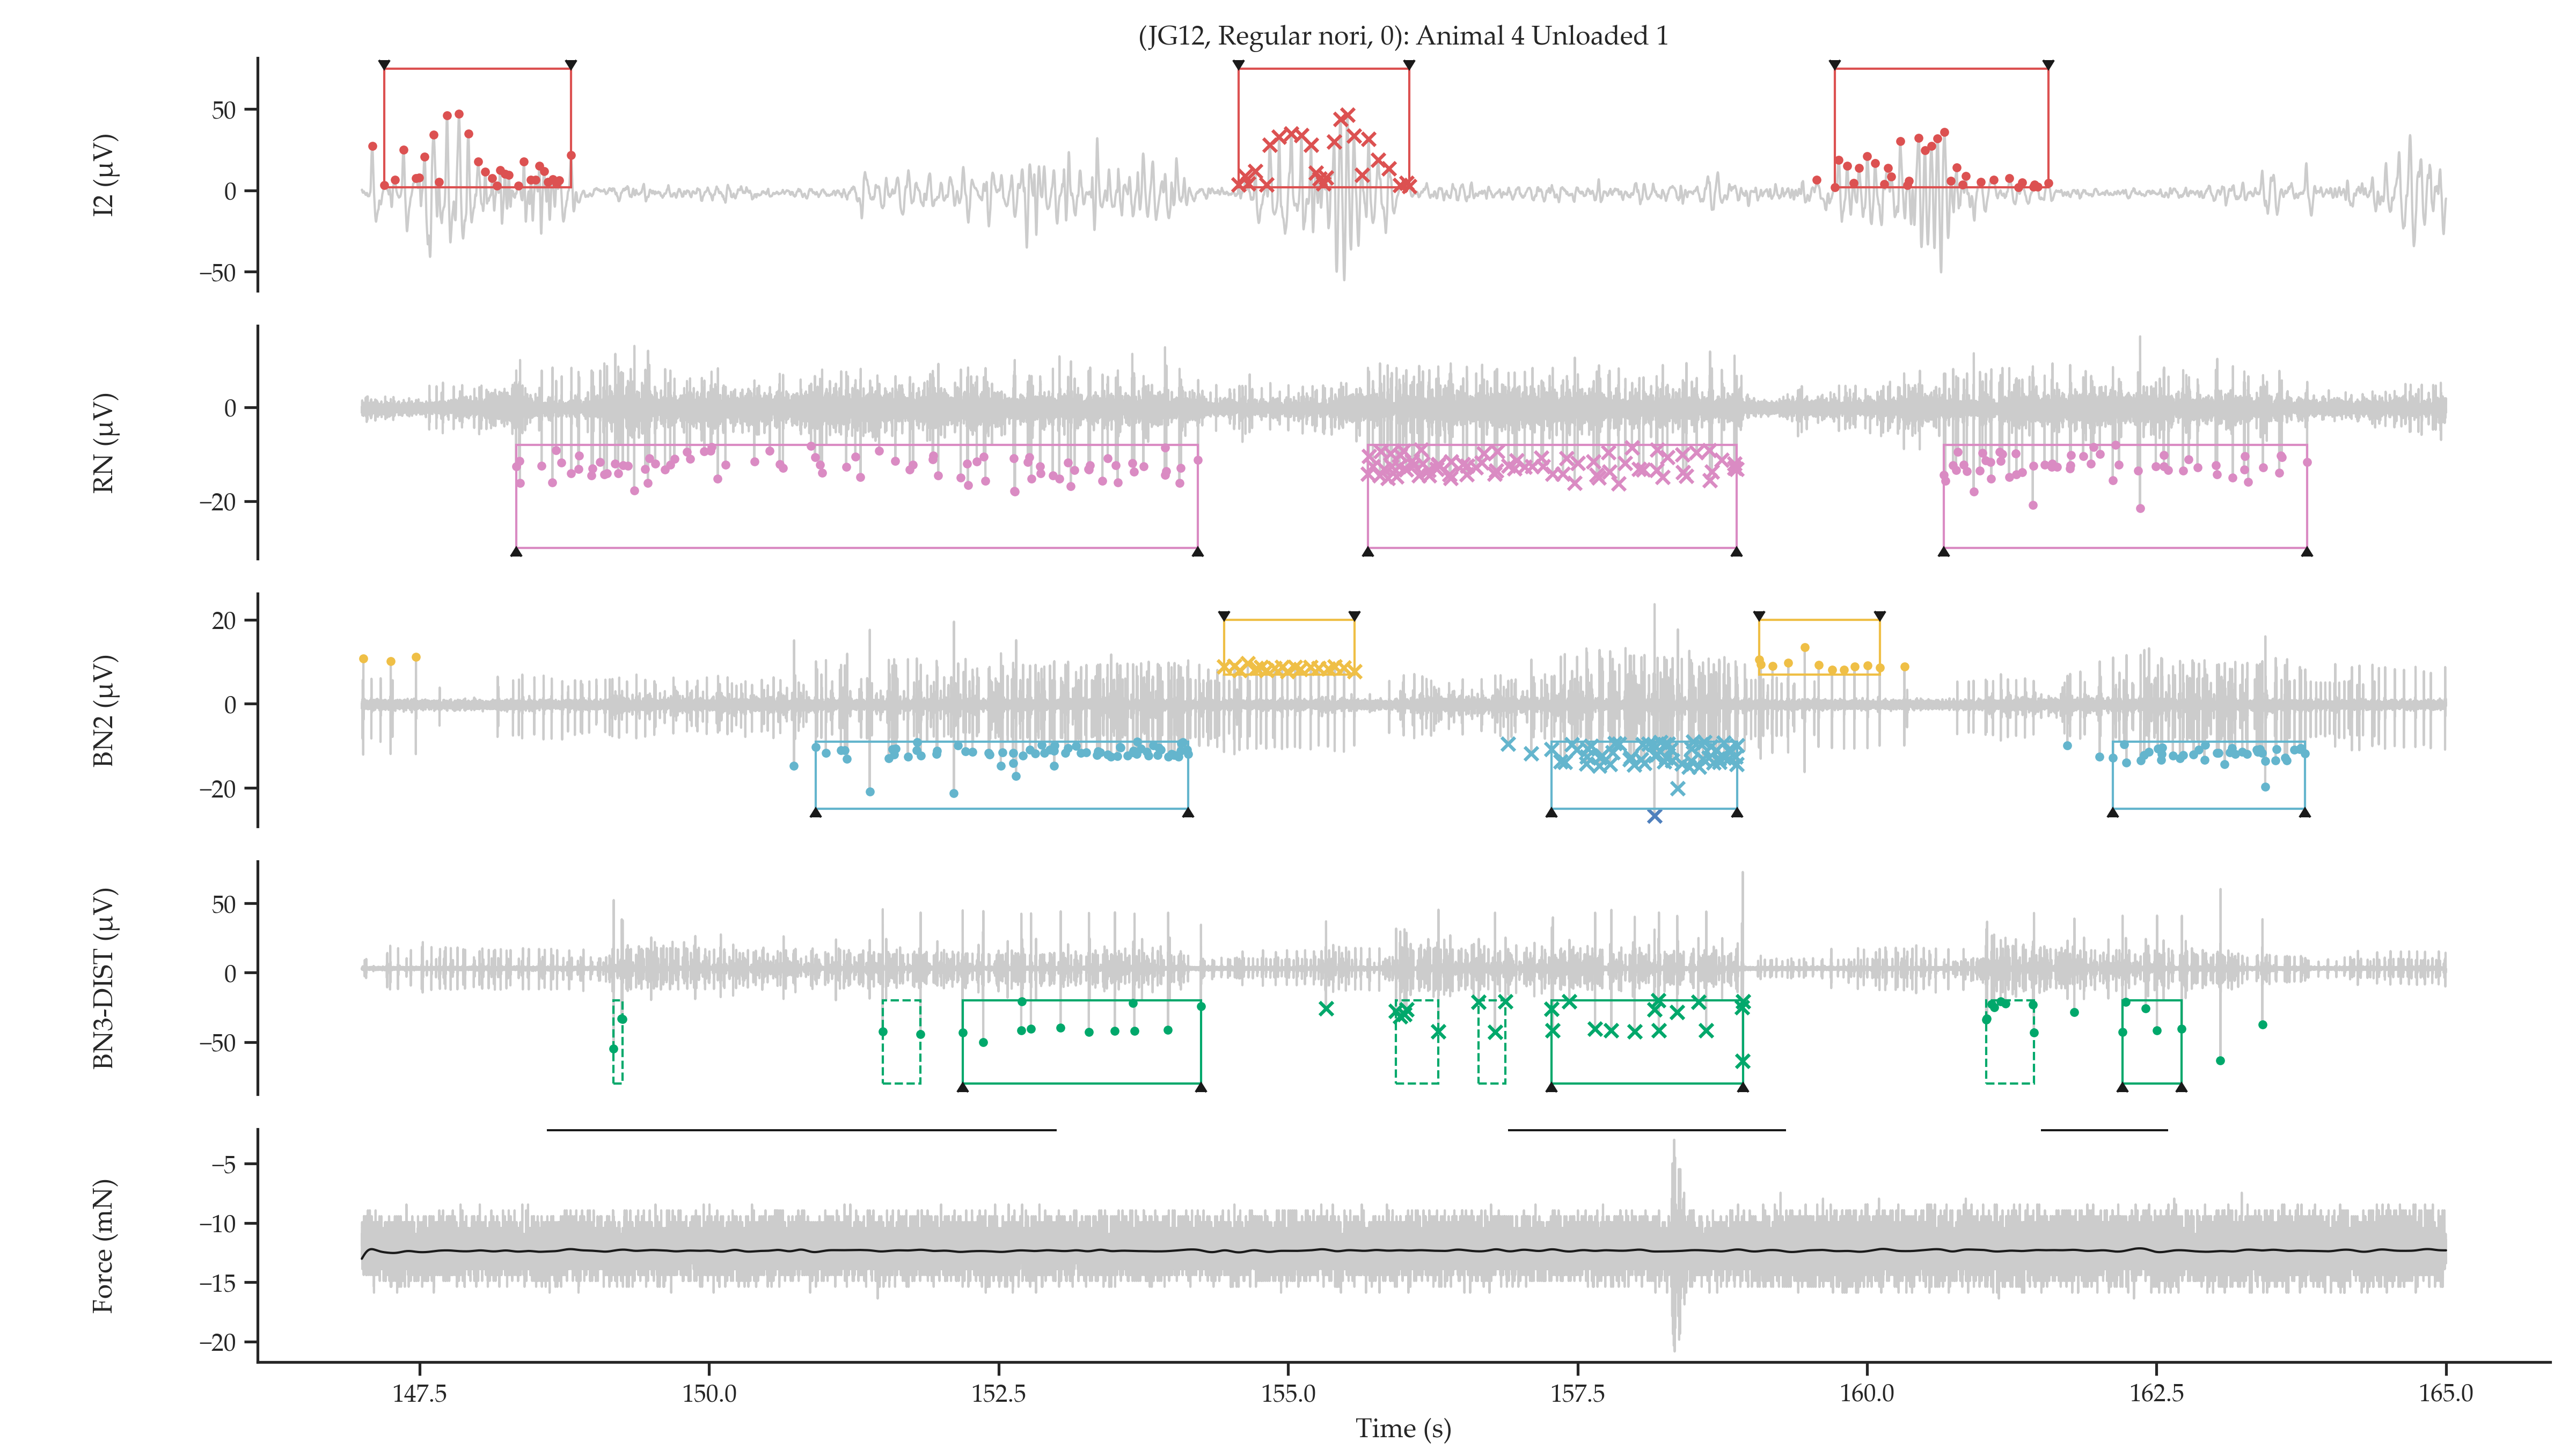 (JG12, Regular nori, 0): Animal 4 Unloaded 1
I2 (µV)
50
0
−50
RN (µV)
0
−20
BN2 (µV)
20
0
−20
BN3-DIST (µV)
50
0
−50
Force (mN)
−5
−10
−15
−20
147.5 150.0 152.5 155.0 157.5 160.0 162.5 165.0
Time (s)